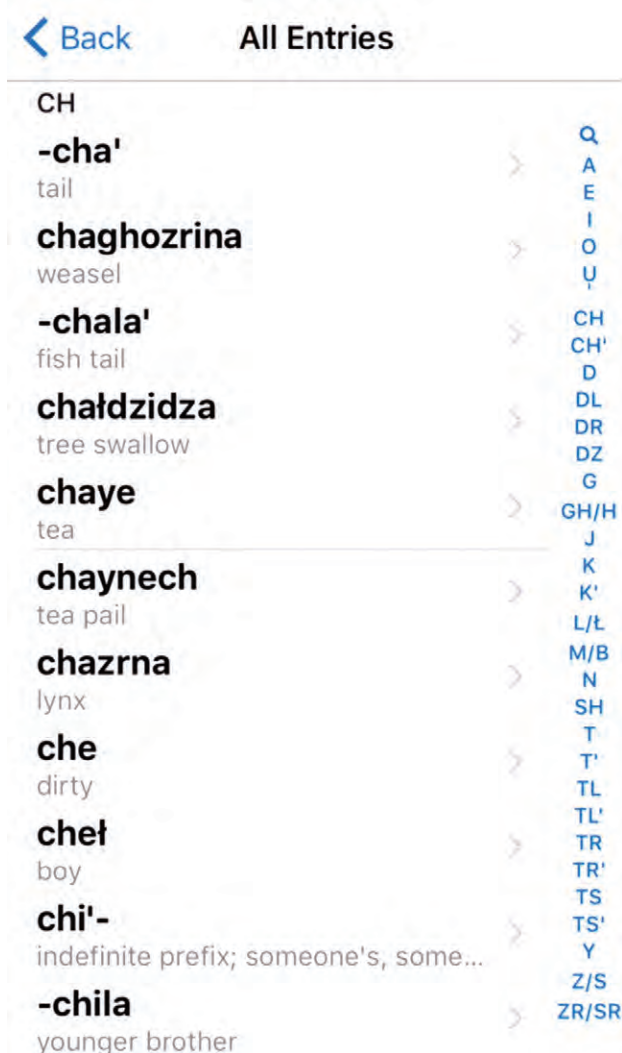 Back All Entries
CH
-cha'
tail
chaghozrina
weasel
-chala'
fish tail
chałdzidza
tree swallow
chaye
tea
chaynech
tea pail
chazrna
lynx
che
dirty
cheł
boy
chi'-
indefinite prefix; someone's, some...
-chila
younger brother
A
E
I
O
Ų
CH
CH'
D
DL
DR
DZ
G
GH/H
J
K
K'
L/Ł
M/B
N
SH
T
T'
TL
TL'
TR
TR'
TS
TS'
Y
Z/S
ZR/SR